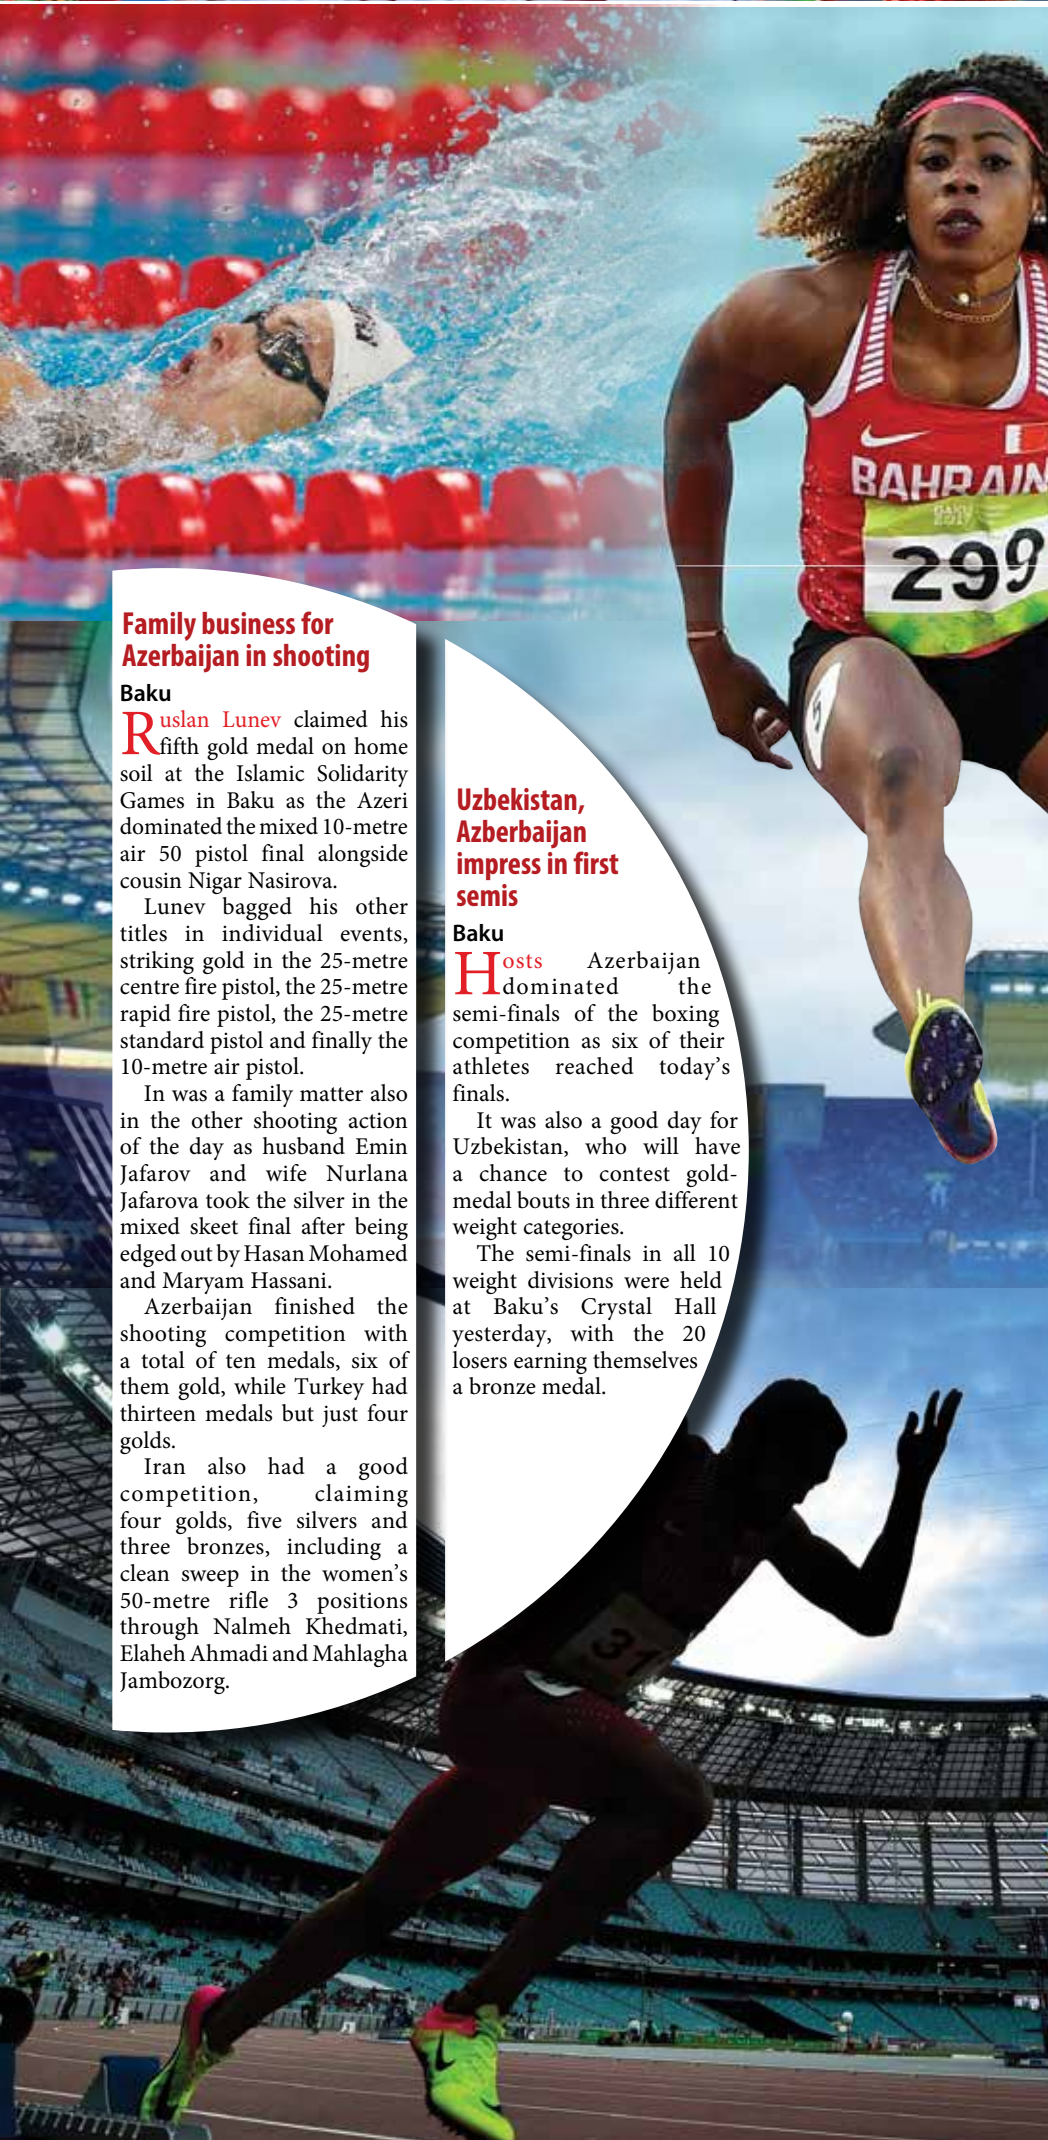 BAHRAIN
BAKU
2017
299
5
Family business for
Azerbaijan in shooting
Baku
Ruslan Lunev claimed his
fifth gold medal on home
soil at the Islamic Solidarity
Games in Baku as the Azeri
dominated the mixed 10-metre
air 50 pistol final alongside
cousin Nigar Nasirova.
Lunev bagged his other
titles in individual events,
striking gold in the 25-metre
centre fire pistol, the 25-metre
rapid fire pistol, the 25-metre
standard pistol and finally the
10-metre air pistol.
In was a family matter also
in the other shooting action
of the day as husband Emin
Jafarov and wife Nurlana
Jafarova took the silver in the
mixed skeet final after being
edged out by Hasan Mohamed
and Maryam Hassani.
Azerbaijan finished the
shooting competition with
a total of ten medals, six of
them gold, while Turkey had
thirteen medals but just four
golds.
Iran also had a good
competition, claiming
four golds, five silvers and
three bronzes, including a
clean sweep in the women's
50-metre rifle 3 positions
through Nalmeh Khedmati,
Elaheh Ahmadi and Mahlagha
Jambozorg.
Uzbekistan,
Azberbaijan
impress in first
semis
Baku
Hosts Azerbaijan
dominated the
semi-finals of the boxing
competition as six of their
athletes reached today's
finals.
It was also a good day for
Uzbekistan, who will have
a chance to contest gold-
medal bouts in three different
weight categories.
The semi-finals in all 10
weight divisions were held
at Baku's Crystal Hall
yesterday, with the 20
losers earning themselves
a bronze medal.
31